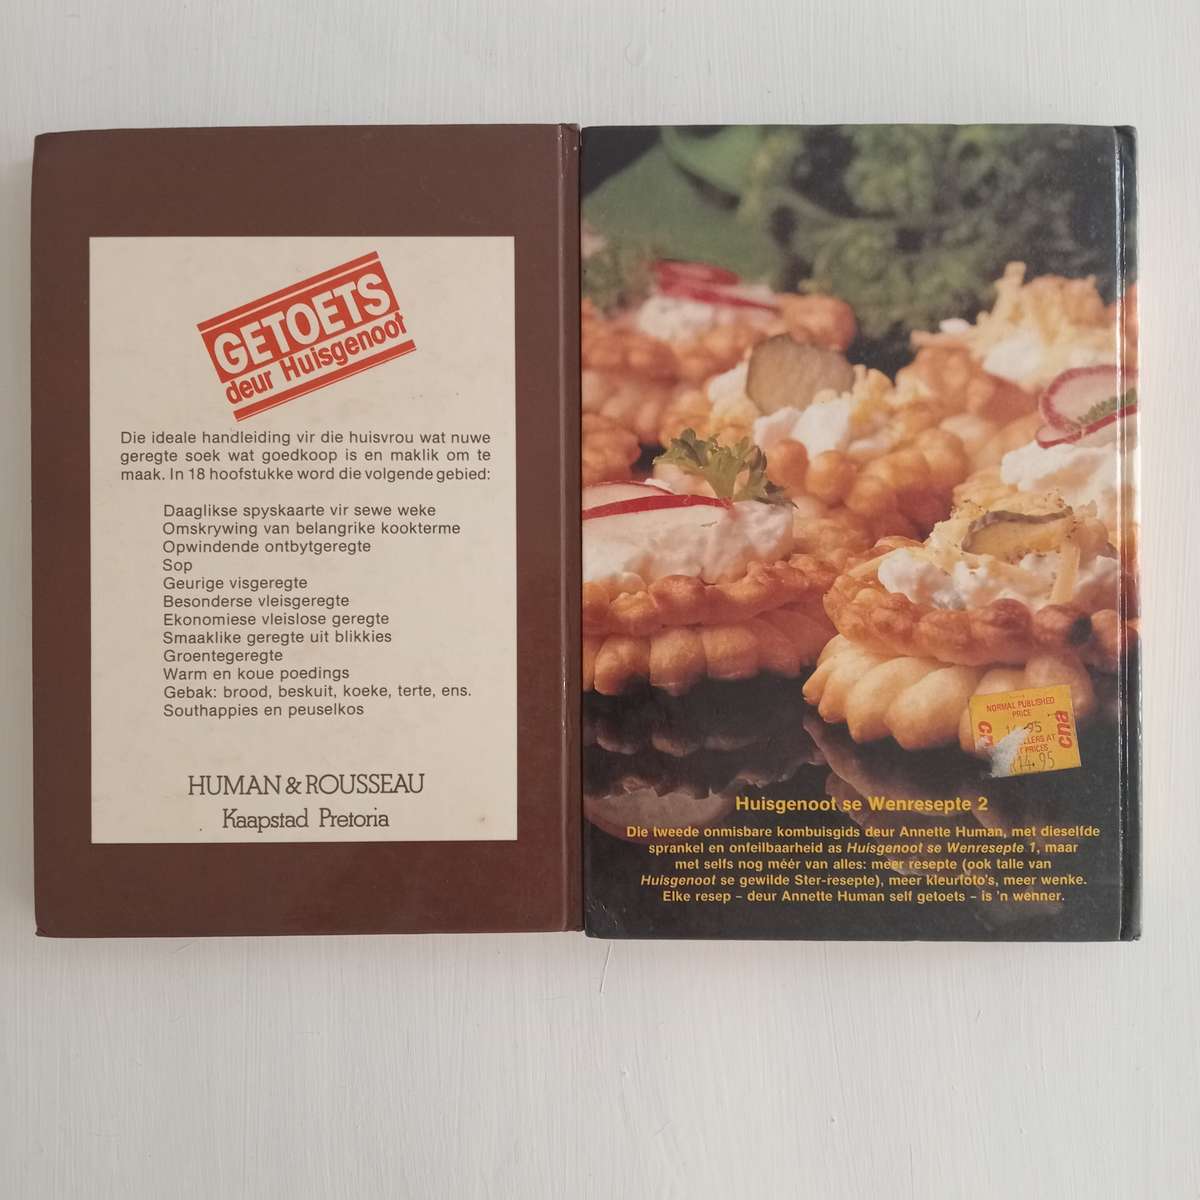 GETOETS
deur Huisgenoot
Die ideale handleiding vir die huisvrou wat nuwe
geregte soek wat goedkoop is en maklik om te
maak. In 18 hoofstukke word die volgende gebied:
Daaglikse spyskaarte vir sewe weke
Omskrywing van belangrike kookterme
Opwindende ontbytgeregte
Sop
Geurige visgeregte
Besonderse vleisgeregte
Ekonomiese vleislose geregte
Smaaklike geregte uit blikkies
Groentegeregte
Warm en koue poedings
Gebak: brood, beskuit, koeke, terte, ens.
Southappies en peuselkos
HUMAN & ROUSSEAU
Kaapstad Pretoria
NORMAL PUBLISHED
PRICE
cna
cna
14.95
Huisgenoot se Wenresepte 2
Die tweede onmisbare kombuisgids deur Annette Human, met dieselfde
sprankel en onfeilbaarheid as Huisgenoot se Wenresepte 1, maar
met selfs nog méér van alles: meer resepte (ook talle van
Huisgenoot se gewilde Ster-resepte), meer kleurfoto's, meer wenke.
Elke resep – deur Annette Human self getoets – is 'n wenner.